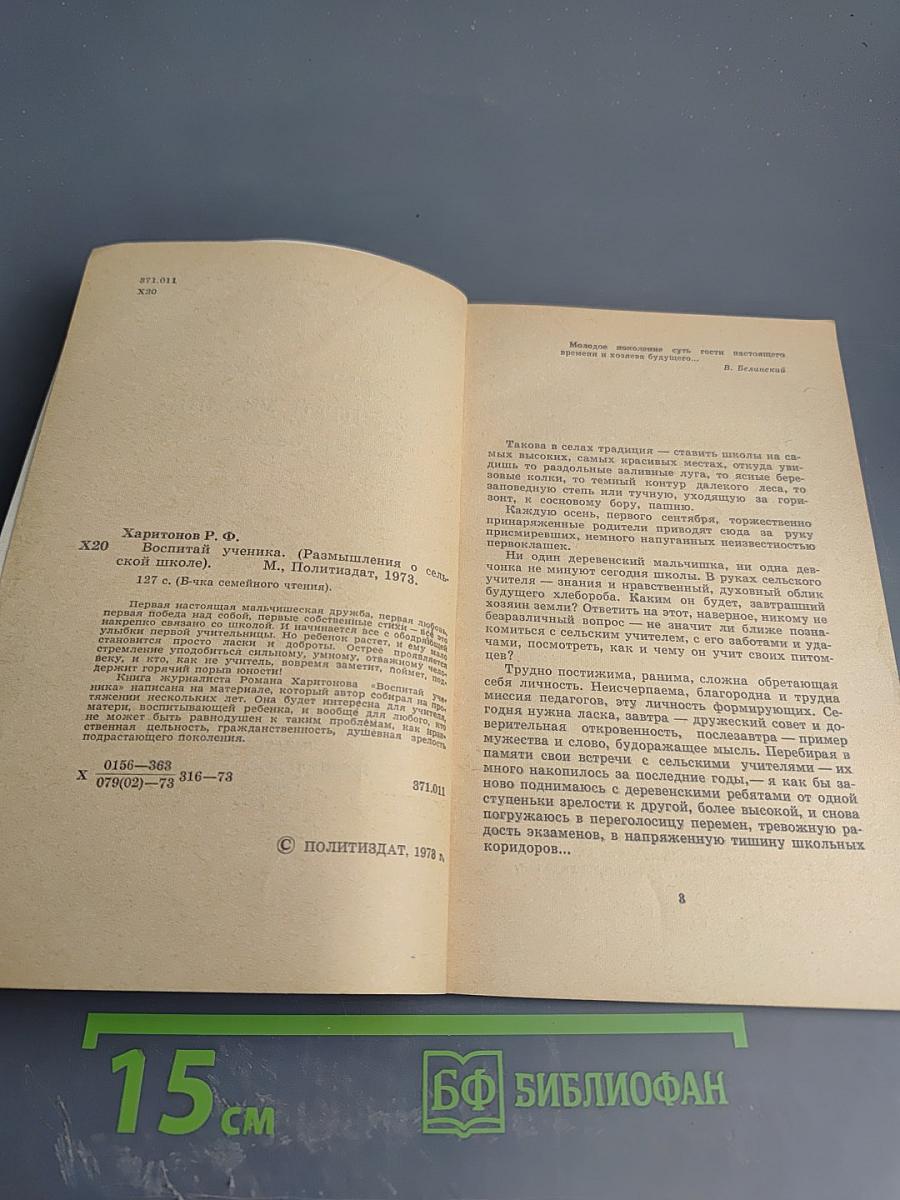 371.011
Х20
Харитонов Р. Ф.
Х20 Воспитай ученика. (Размышления о сель-
ской школе). М., Политиздат, 1973.
127 с. (Б-чка семейного чтения).
Первая настоящая мальчишеская дружба, первая любовь,
первая победа над собой, первые собственные стихи — все это
накрепко связано со школой. И начинается все с ободряющей
улыбки первой учительницы. Но ребенок растет, и ему мало
становится просто ласки и доброты. Острее проявляется
стремление уподобиться сильному, умному, отважному чело-
веку, и кто, как не учитель, вовремя заметит, поймет, под-
держит горячий порыв юности!
Книга журналиста Романа Харитонова «Воспитай уче-
ника» написана на материале, который автор собирал на про-
тяжении нескольких лет. Она будет интересна для учителя,
матери, воспитывающей ребенка, и вообще для любого, кто
не может быть равнодушен к таким проблемам, как нрав-
ственная цельность, гражданственность, душевная зрелость
подрастающего поколения.
Х 0156—363
079(02)—73 316—73
371.011
© ПОЛИТИЗДАТ, 1973 г.
Молодое поколение суть гости настоящего
времени и хозяева будущего...
В. Белинский
Такова в селах традиция — ставить школы на са-
мых высоких, самых красивых местах, откуда уви-
дишь то раздольные заливные луга, то ясные бере-
зовые колки, то темный контур далекого леса, то
заповедную степь или тучную, уходящую за гори-
зонт, к сосновому бору, пашню.
Каждую осень, первого сентября, торжественно
принаряженные родители приводят сюда за руку
присмиревших, немного напуганных неизвестностью
первоклашек.
Ни один деревенский мальчишка, ни одна дев-
чонка не минуют сегодня школы. В руках сельского
учителя — знания и нравственный, духовный облик
будущего хлебороба. Каким он будет, завтрашний
хозяин земли? Ответить на этот, наверное, никому не
безразличный вопрос — не значит ли ближе позна-
комиться с сельским учителем, с его заботами и уда-
чами, посмотреть, как и чему он учит своих питом-
цев?
Трудно постижима, ранима, сложна обретающая
себя личность. Неисчерпаема, благородна и трудна
миссия педагогов, эту личность формирующих. Се-
годня нужна ласка, завтра — дружеский совет и до-
верительная откровенность, послезавтра — пример
мужества и слово, будоражащее мысль. Перебирая в
памяти свои встречи с сельскими учителями — их
много накопилось за последние годы,— я как бы за-
ново поднимаюсь с деревенскими ребятами от одной
ступеньки зрелости к другой, более высокой, и снова
погружаюсь в переголосицу перемен, тревожную ра-
дость экзаменов, в напряженную тишину школьных
коридоров...
3
15 см
БФ БИБЛИОФАН